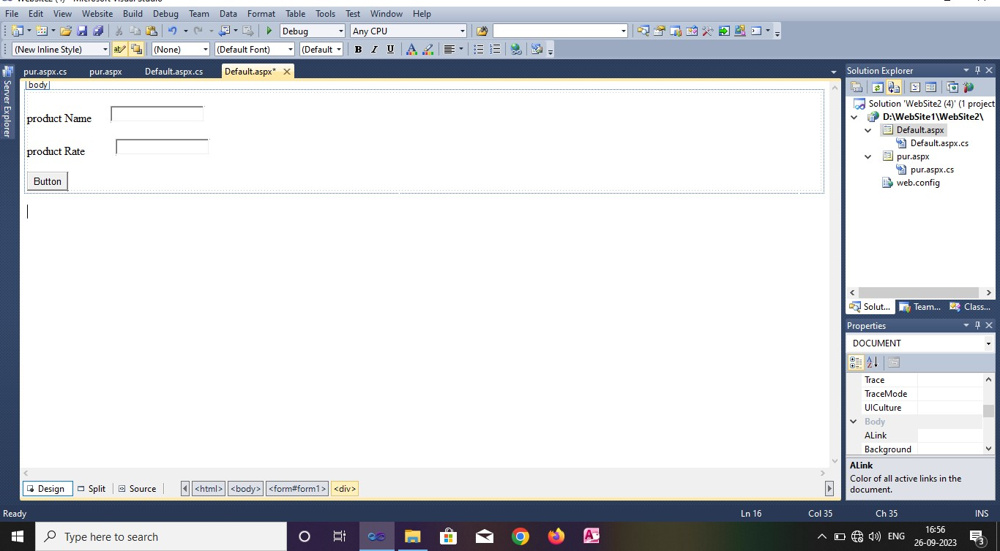 WebSite2 (4) - Microsoft Visual Studio
File Edit View Website Build Debug Team Data Format Table Tools Test Window Help
Debug Any CPU
(New Inline Style) (None) (Default Font) (Default B I U
pur.aspx.cs pur.aspx Default.aspx.cs Default.aspx*
Server Explorer
body
product Name
product Rate
Button
Solution Explorer
Solution 'WebSite2 (4)' (1 project
D:\WebSite1\WebSite2\
Default.aspx
Default.aspx.cs
pur.aspx
pur.aspx.cs
web.config
Solut... Team... Class...
Properties
DOCUMENT
Trace
TraceMode
UICulture
Body
ALink
Background
ALink
Color of all active links in the
document.
Design Split Source <html> <body> <form#form1> <div>
Ready Ln 16 Col 35 Ch 35 INS
Type here to search
ENG
16:56
26-09-2023
3